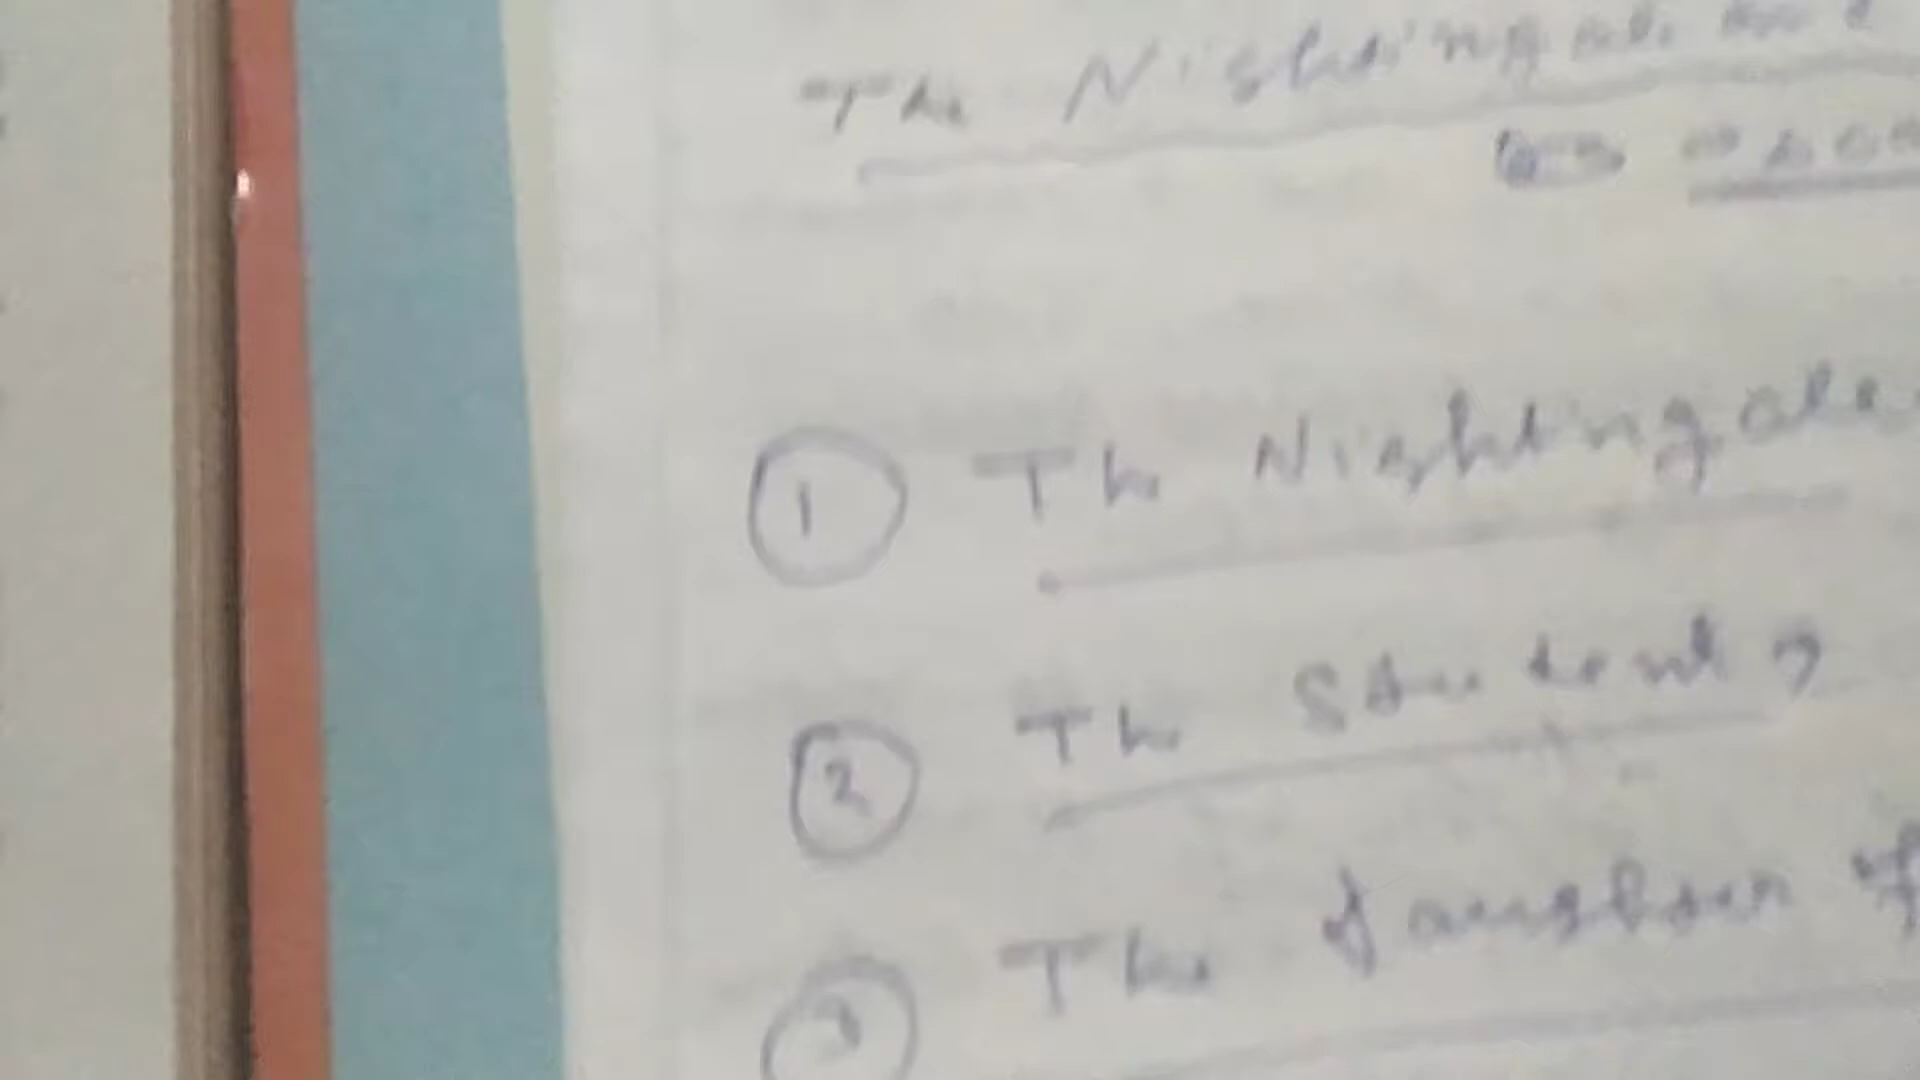 The Nightingale and
①  The Nightingale
②  The Student,
③  The daughter of